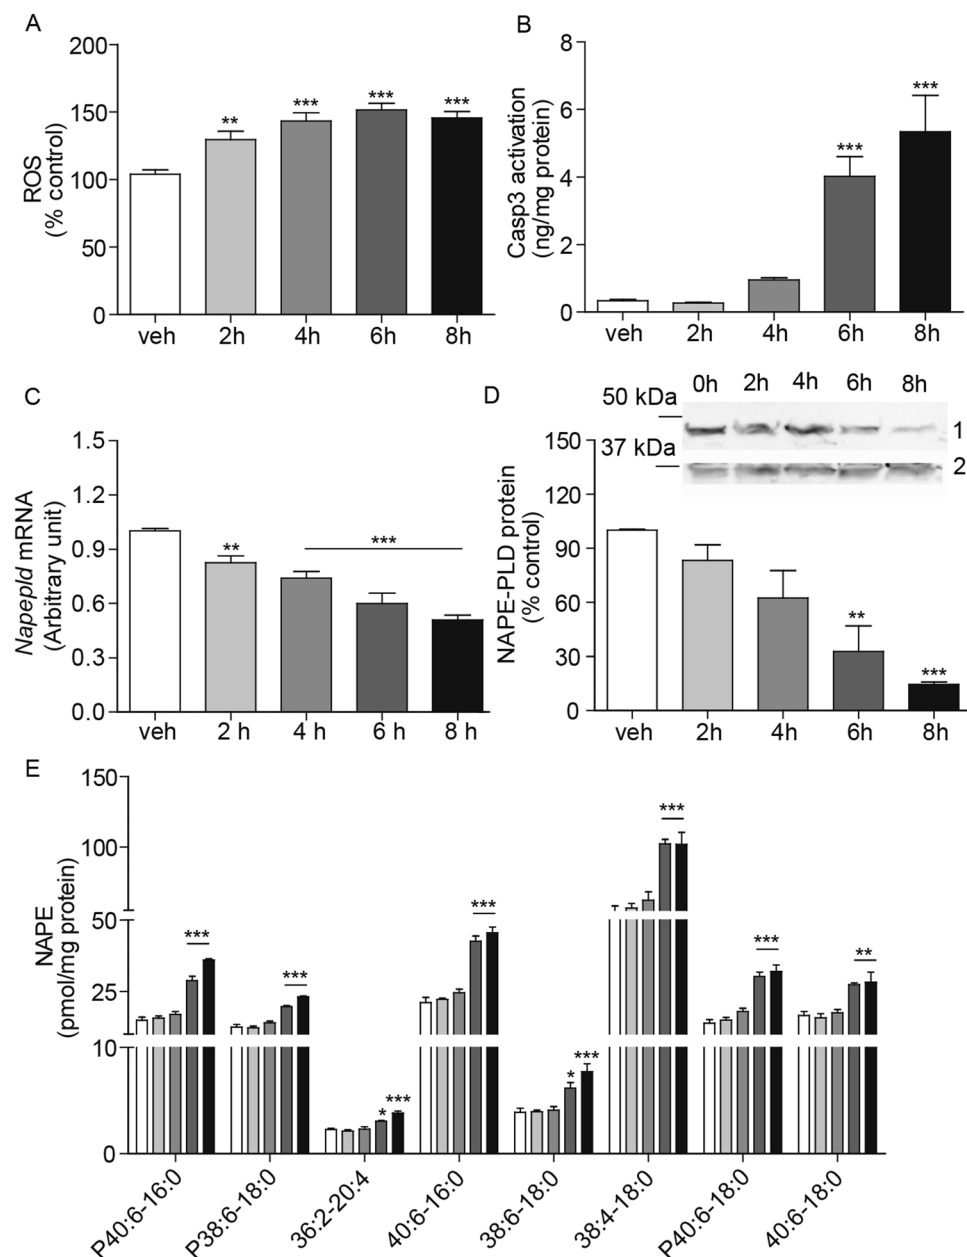 A
200
150
100
50
0
ROS
(% control)
**
***
***
***
veh 2h 4h 6h 8h
B
8
6
4
2
0
Casp3 activation
(ng/mg protein)
***
***
veh 2h 4h 6h 8h
C
1.5
1.2
0.9
0.6
0.3
0.0
Napepld mRNA
(Arbitrary unit)
**
***
veh 2 h 4 h 6 h 8 h
D
0h 2h 4h 6h 8h
50 kDa
1
37 kDa
2
150
120
90
60
30
0
NAPE-PLD protein
(% control)
**
***
veh 2h 4h 6h 8h
E
150
100
50
25
10
0
NAPE
(pmol/mg protein)
***
***
*
***
***
*
***
***
***
**
P40:6-16:0
P38:6-18:0
36:2-20:4
40:6-16:0
38:6-18:0
38:4-18:0
P40:6-18:0
40:6-18:0